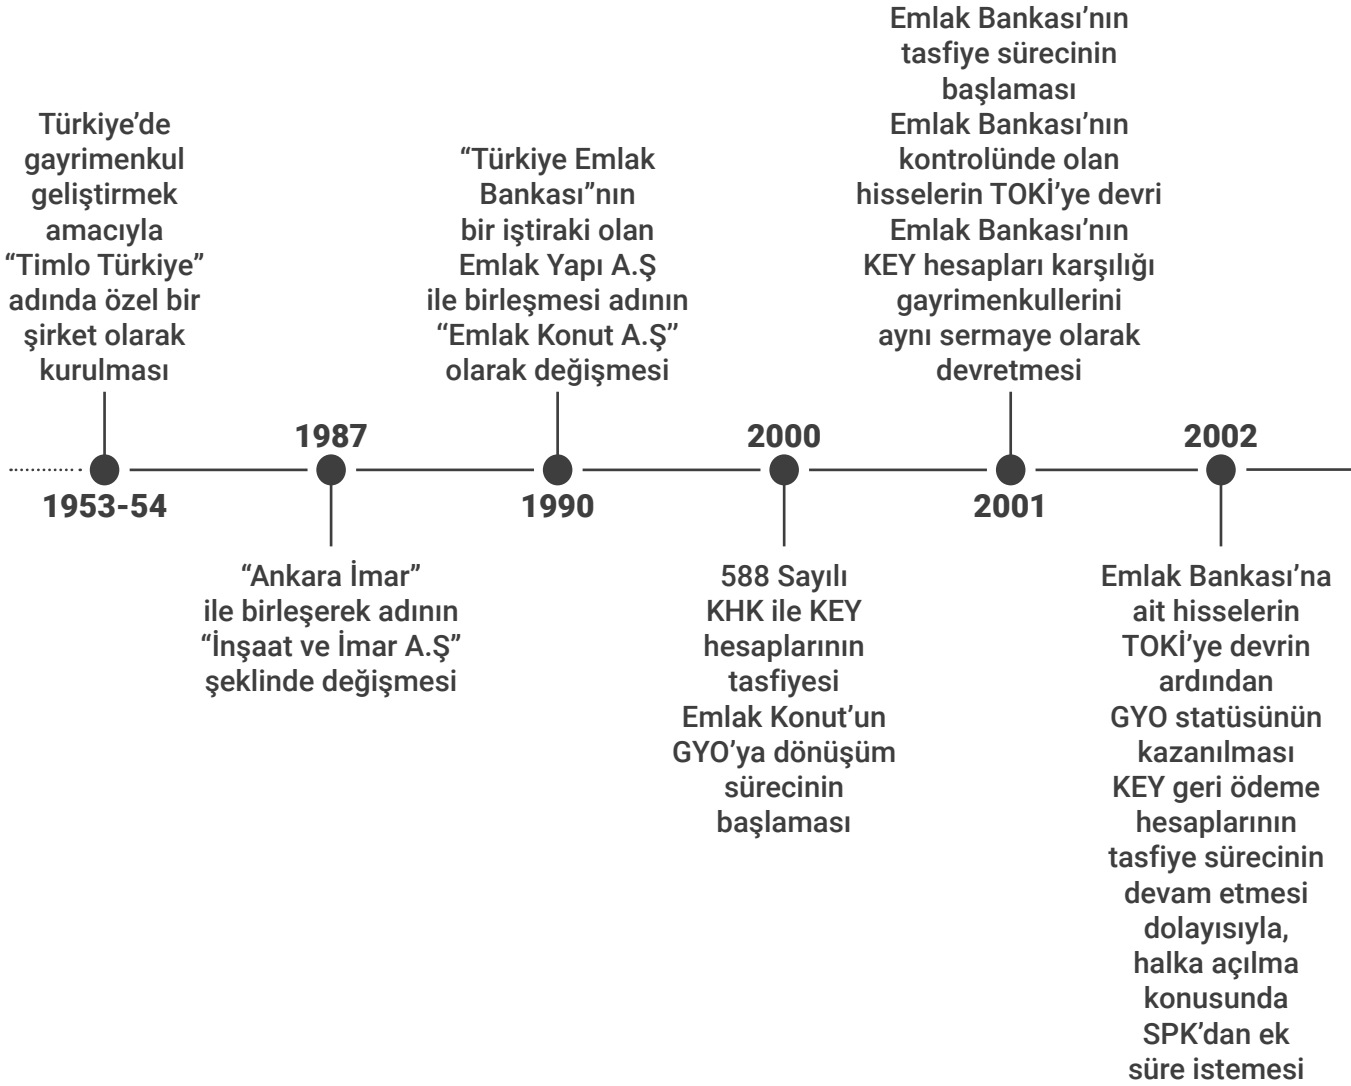 Türkiye’de
gayrimenkul
geliştirmek
amacıyla
“Timlo Türkiye”
adında özel bir
şirket olarak
kurulması
1953-54
1987
“Ankara İmar”
ile birleşerek adının
“İnşaat ve İmar A.Ş”
şeklinde değişmesi
“Türkiye Emlak
Bankası”nın
bir iştiraki olan
Emlak Yapı A.Ş
ile birleşmesi adının
“Emlak Konut A.Ş”
olarak değişmesi
1990
2000
588 Sayılı
KHK ile KEY
hesaplarının
tasfiyesi
Emlak Konut’un
GYO’ya dönüşüm
sürecinin
başlaması
Emlak Bankası’nın
tasfiye sürecinin
başlaması
Emlak Bankası’nın
kontrolünde olan
hisselerin TOKİ’ye devri
Emlak Bankası’nın
KEY hesapları karşılığı
gayrimenkullerini
aynı sermaye olarak
devretmesi
2001
2002
Emlak Bankası’na
ait hisselerin
TOKİ’ye devrin
ardından
GYO statüsünün
kazanılması
KEY geri ödeme
hesaplarının
tasfiye sürecinin
devam etmesi
dolayısıyla,
halka açılma
konusunda
SPK’dan ek
süre istemesi